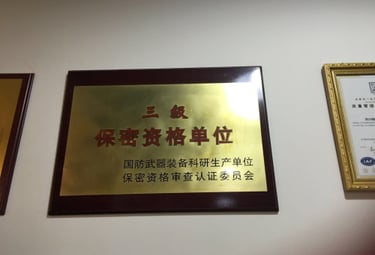 三级
保密资格单位
国防武器装备科研生产单位
保密资格审查认证委员会